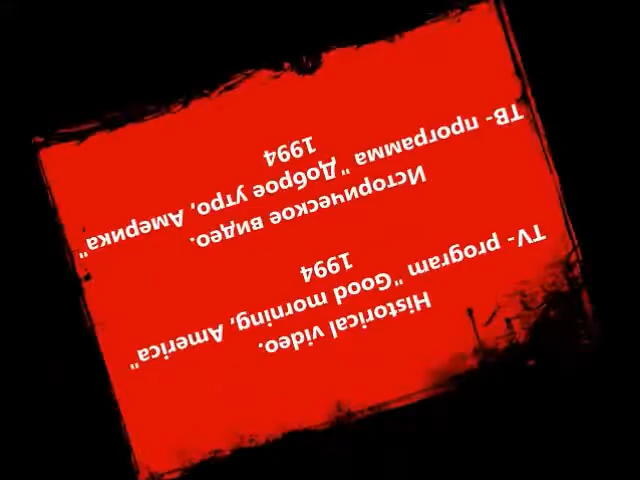 Historical video.
TV- program "Good morning, America"
1994
Историческое видео.
ТВ- программа "Доброе утро, Америка"
1994